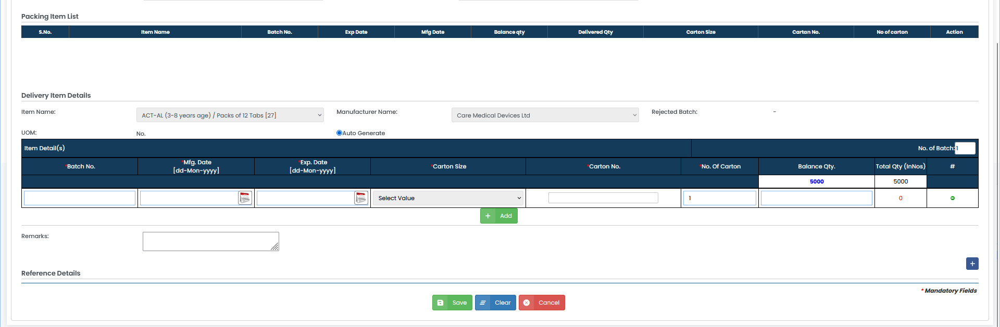 Packing Item List
S.No. Item Name Batch No. Exp Date Mfg Date Balance qty Delivered Qty Carton Size Cartan No. No of carton Action
Delivery Item Details
Item Name: ACT-AL (3-8 years age) / Packs of 12 Tabs [27] Manufacturer Name: Care Medical Devices Ltd Rejected Batch: -
UOM: No. Auto Generate
Item Detail(s) No. of Batch: 1
*Batch No. *Mfg. Date [dd-Mon-yyyy] *Exp. Date [dd-Mon-yyyy] *Carton Size *Carton No. *No. Of Carton Balance Qty. Total Qty (InNos) #
5000 5000
Select Value 1 0
+ Add
Remarks:
+
Reference Details
* Mandatory Fields
Save Clear Cancel